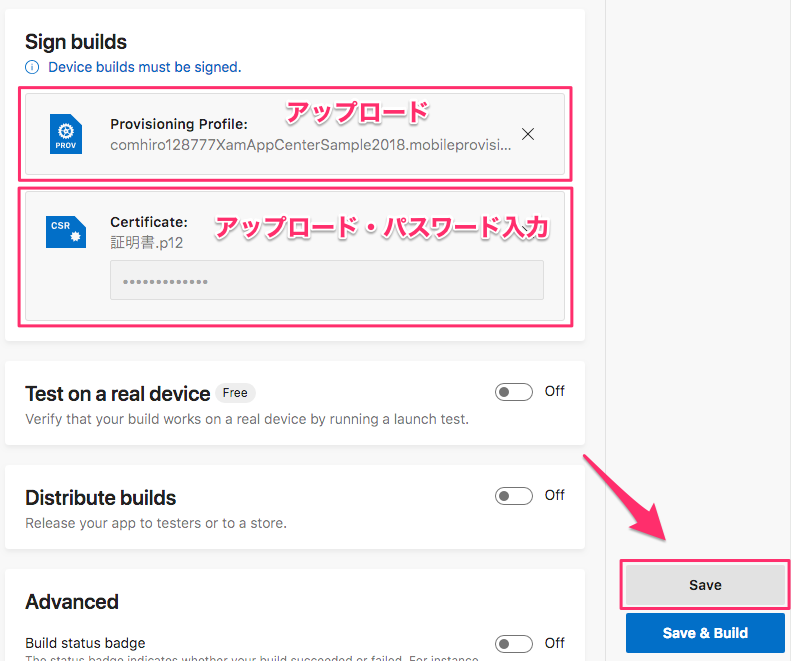 Sign builds
Device builds must be signed.
アップロード
Provisioning Profile:
comhiro128777XamAppCenterSample2018.mobileprovisi...
PROV
CSR
Certificate:
アップロード・パスワード入力
証明書.p12
•••••••••••••
Test on a real device Free
Off
Verify that your build works on a real device by running a launch test.
Distribute builds
Off
Release your app to testers or to a store.
Advanced
Build status badge
Off
The status badge indicates whether your build succeeded or failed. For instance
Save
Save & Build